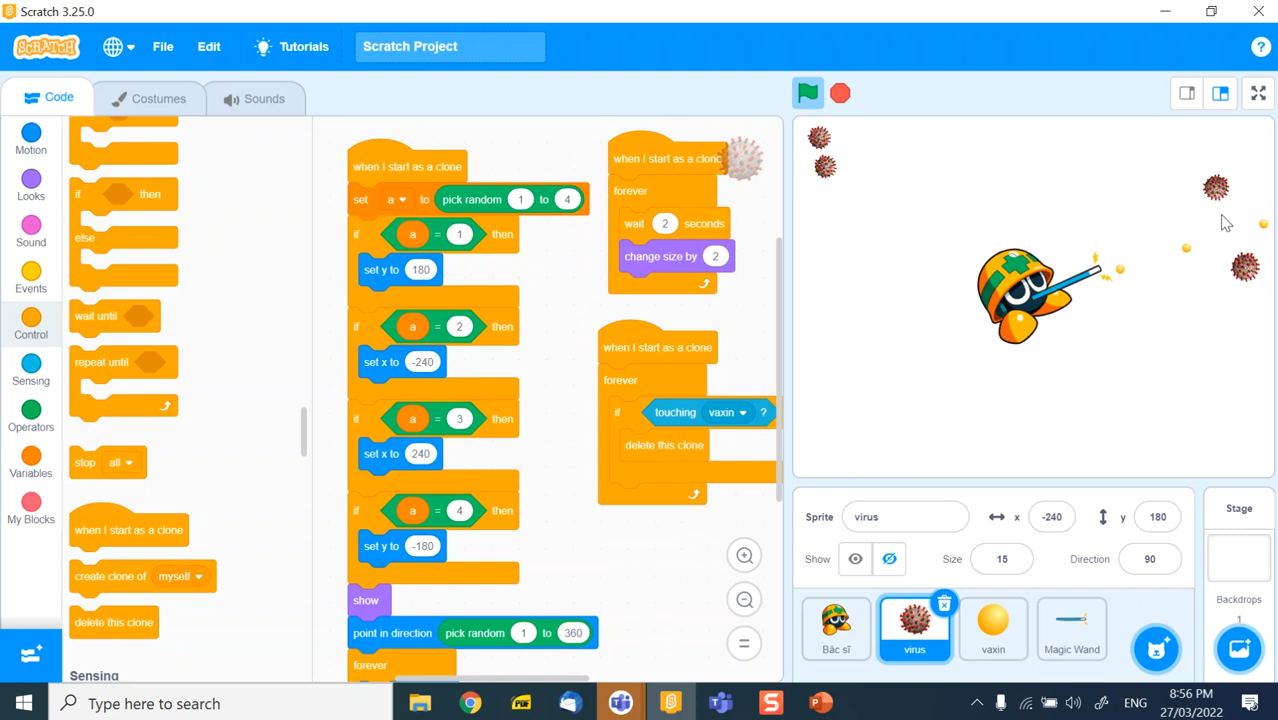 Scratch 3.25.0
SCRATCH
File
Edit
Tutorials
Scratch Project
Code
Costumes
Sounds
Motion
Looks
Sound
Events
Control
Sensing
Operators
Variables
My Blocks
if then
else
wait until
repeat until
stop all
when I start as a clone
create clone of myself
delete this clone
Sensing
when I start as a clone
set a to pick random 1 to 4
if a = 1 then
set y to 180
if a = 2 then
set x to -240
if a = 3 then
set x to 240
if a = 4 then
set y to -180
show
point in direction pick random 1 to 360
forever
when I start as a clone
forever
wait 2 seconds
change size by 2
when I start as a clone
forever
if touching vaxin ?
delete this clone
Sprite virus x -240 y 180
Show Size 15 Direction 90
Bác sĩ
virus
vaxin
Magic Wand
Stage
Backdrops
1
Type here to search
PDF
ENG
8:56 PM
27/03/2022